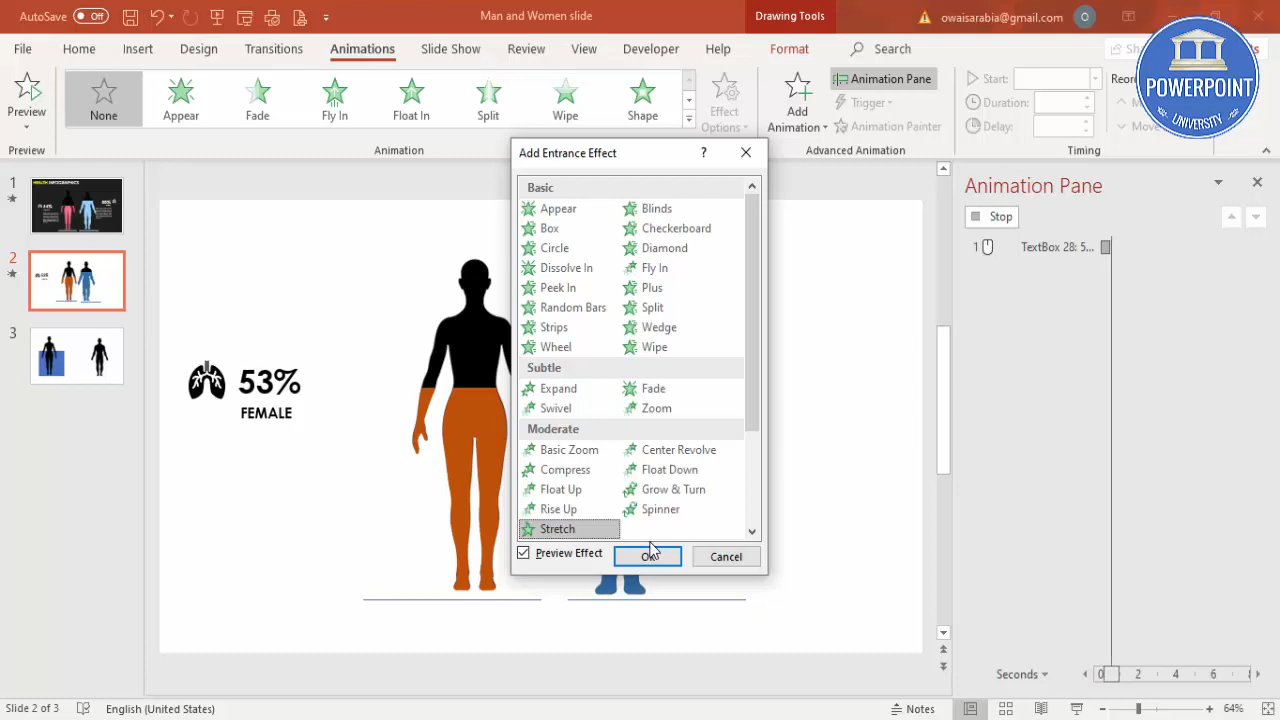 AutoSave Off
Man and Women slide
Drawing Tools
owaisarabia@gmail.com O
File Home Insert Design Transitions Animations Slide Show Review View Developer Help Format Search
POWERPOINT
UNIVERSITY
Preview
None Appear Fade Fly In Float In Split Wipe Shape
Effect
Options
Add
Animation
Animation Pane
Trigger
Animation Painter
Start:
Duration:
Delay:
Preview
Animation
Advanced Animation
Timing
1
HEALTH INFOGRAPHICS
2
3
53%
FEMALE
Add Entrance Effect ?
Basic
Appear Blinds
Box Checkerboard
Circle Diamond
Dissolve In Fly In
Peek In Plus
Random Bars Split
Strips Wedge
Wheel Wipe
Subtle
Expand Fade
Swivel Zoom
Moderate
Basic Zoom Center Revolve
Compress Float Down
Float Up Grow & Turn
Rise Up Spinner
Stretch
Preview Effect Cancel
Animation Pane
Stop
1 TextBox 28: 5...
Seconds 0 2 4 6
Slide 2 of 3 English (United States) Notes 64%